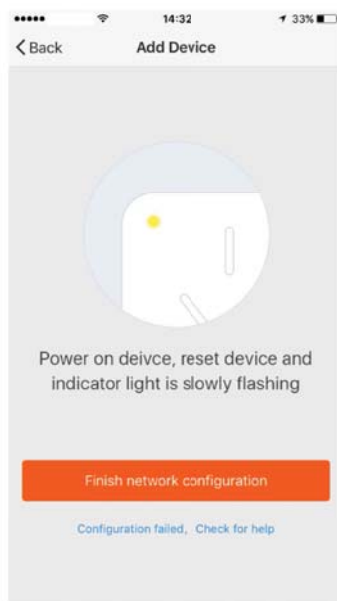 14:32
33%
Back
Add Device
Power on deivce, reset device and
indicator light is slowly flashing
Finish network configuration
Configuration failed, Check for help